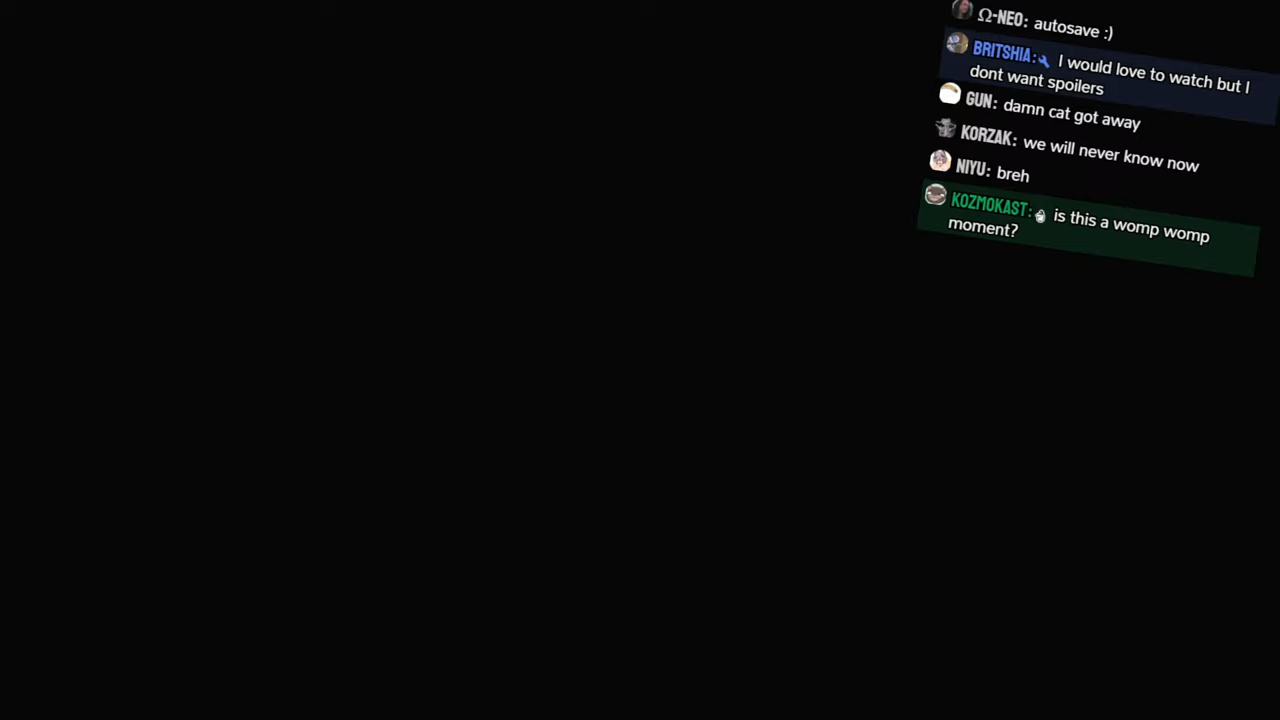 Ω-NEO: autosave :)
BRITSHIA: I would love to watch but I
dont want spoilers
GUN: damn cat got away
KORZAK: we will never know now
NIYU: breh
KOZMOKAST: is this a womp womp
moment?